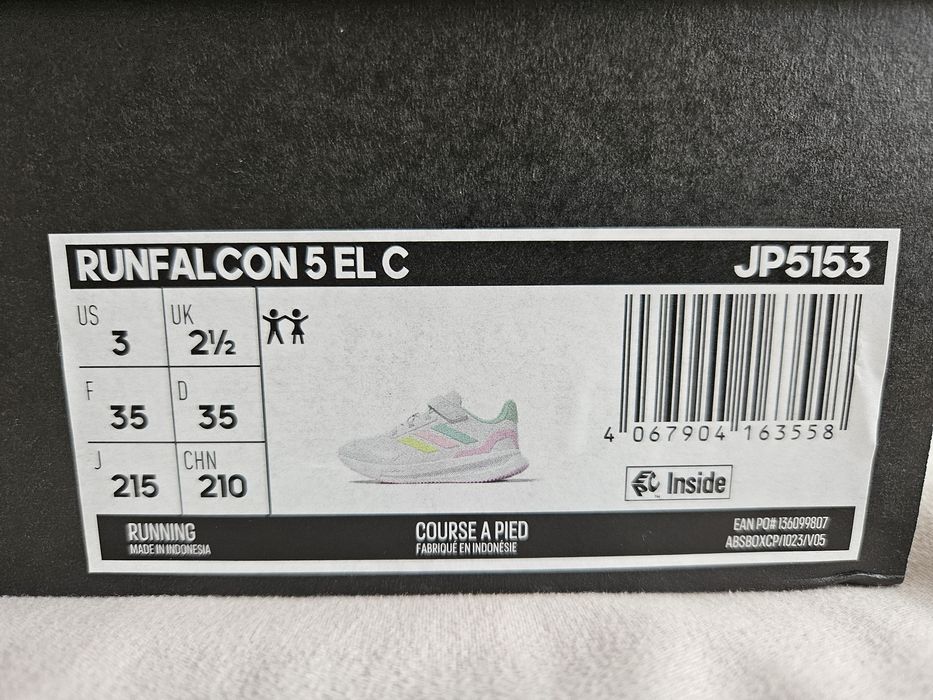 RUNFALCON 5 EL C JP5153
US 3 UK 2½
F 35 D 35
J 215 CHN 210
4 067904 163558
EPC™ Inside
RUNNING
MADE IN INDONESIA
COURSE A PIED
FABRIQUÉ EN INDONÉSIE
EAN PO# 136099807
ABSBOXCP/1023/V05